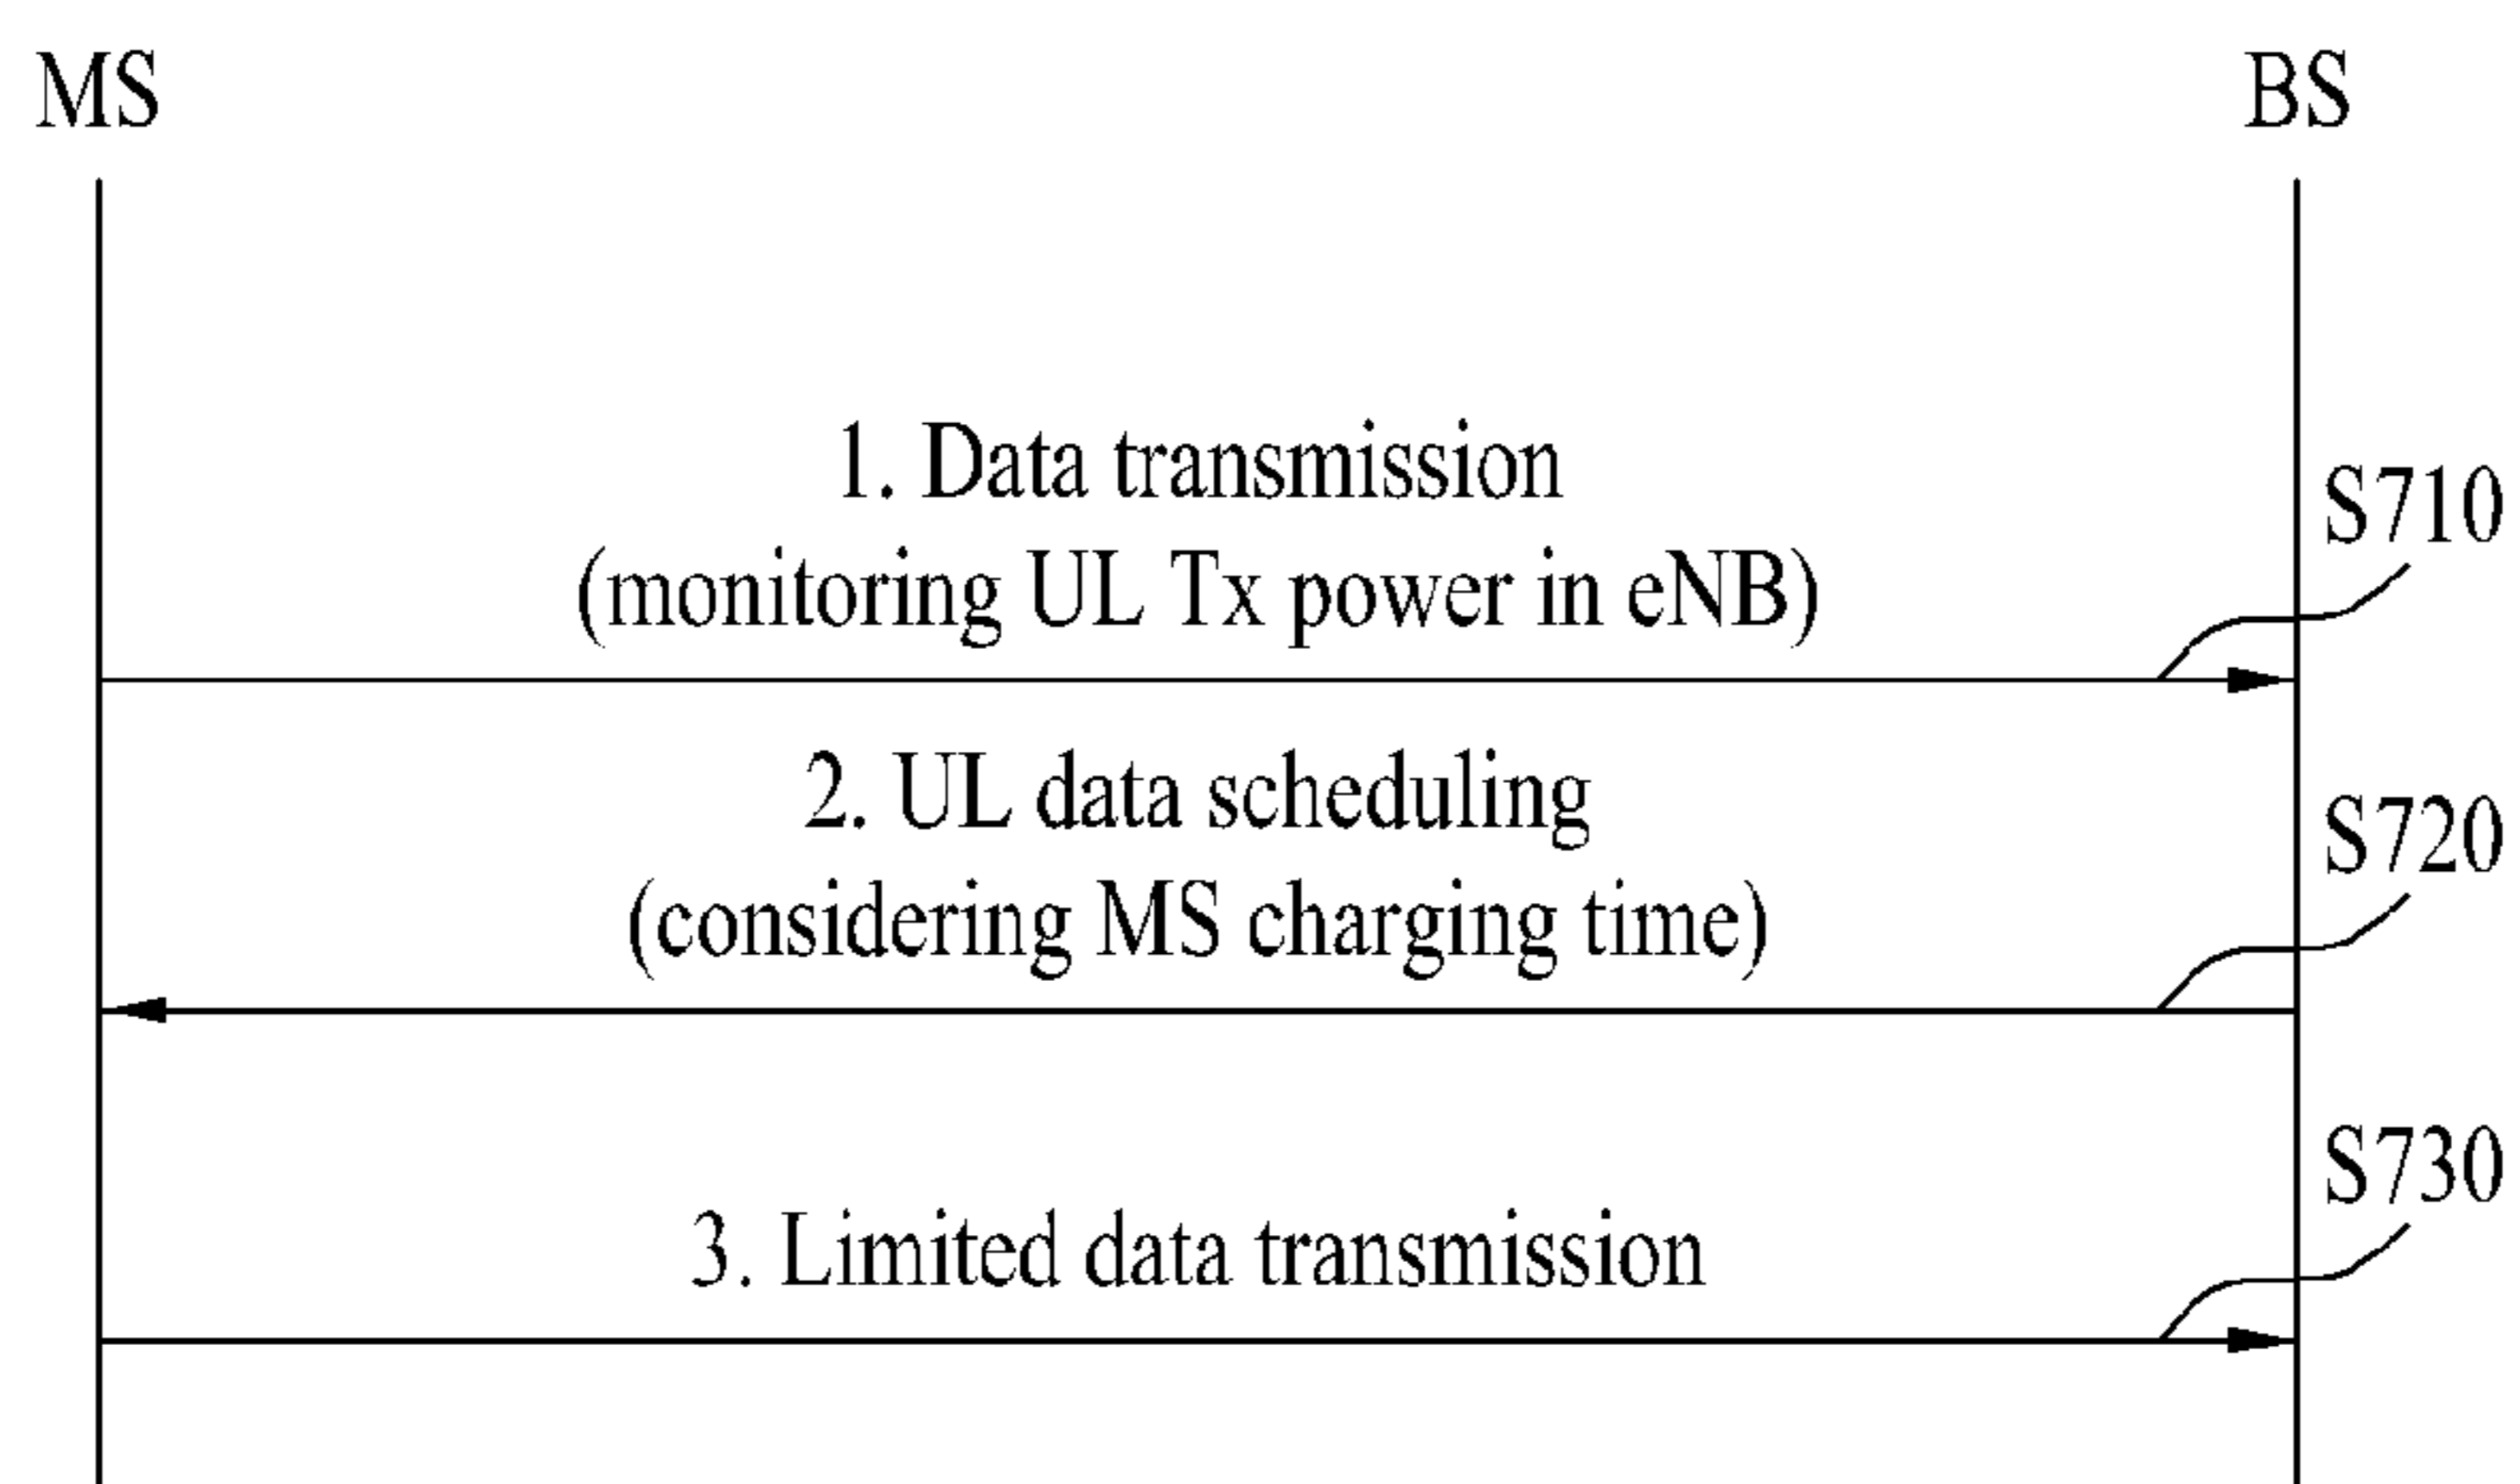 MS
BS
1. Data transmission
(monitoring UL Tx power in eNB)
S710
2. UL data scheduling
(considering MS charging time)
S720
3. Limited data transmission
S730